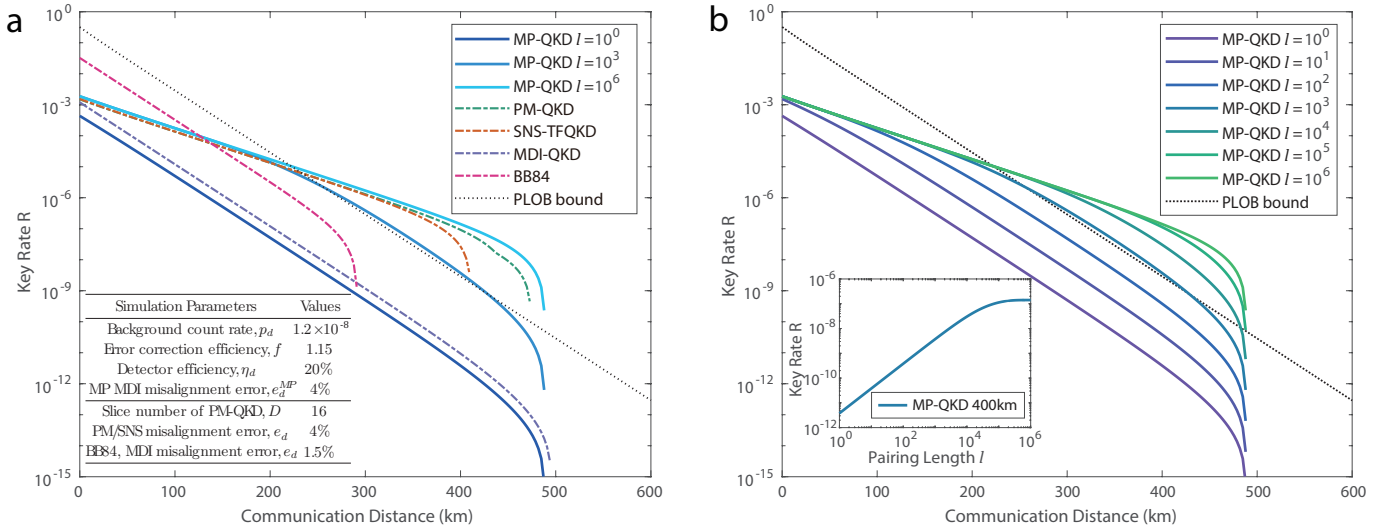 a
10^0
10^-3
10^-6
10^-9
10^-12
10^-15
Key Rate R
0 100 200 300 400 500 600
Communication Distance (km)
MP-QKD l = 10^0
MP-QKD l = 10^3
MP-QKD l = 10^6
PM-QKD
SNS-TFQKD
MDI-QKD
BB84
PLOB bound
Simulation Parameters Values
Background count rate, p_d 1.2×10^-8
Error correction efficiency, f 1.15
Detector efficiency, η_d 20%
MP MDI misalignment error, e_d^MP 4%
Slice number of PM-QKD, D 16
PM/SNS misalignment error, e_d 4%
BB84, MDI misalignment error, e_d 1.5%
b
10^0
10^-3
10^-6
10^-9
10^-12
10^-15
Key Rate R
0 100 200 300 400 500 600
Communication Distance (km)
MP-QKD l = 10^0
MP-QKD l = 10^1
MP-QKD l = 10^2
MP-QKD l = 10^3
MP-QKD l = 10^4
MP-QKD l = 10^5
MP-QKD l = 10^6
PLOB bound
10^-6
10^-8
10^-10
10^-12
Key Rate R
MP-QKD 400km
10^0 10^2 10^4 10^6
Pairing Length l